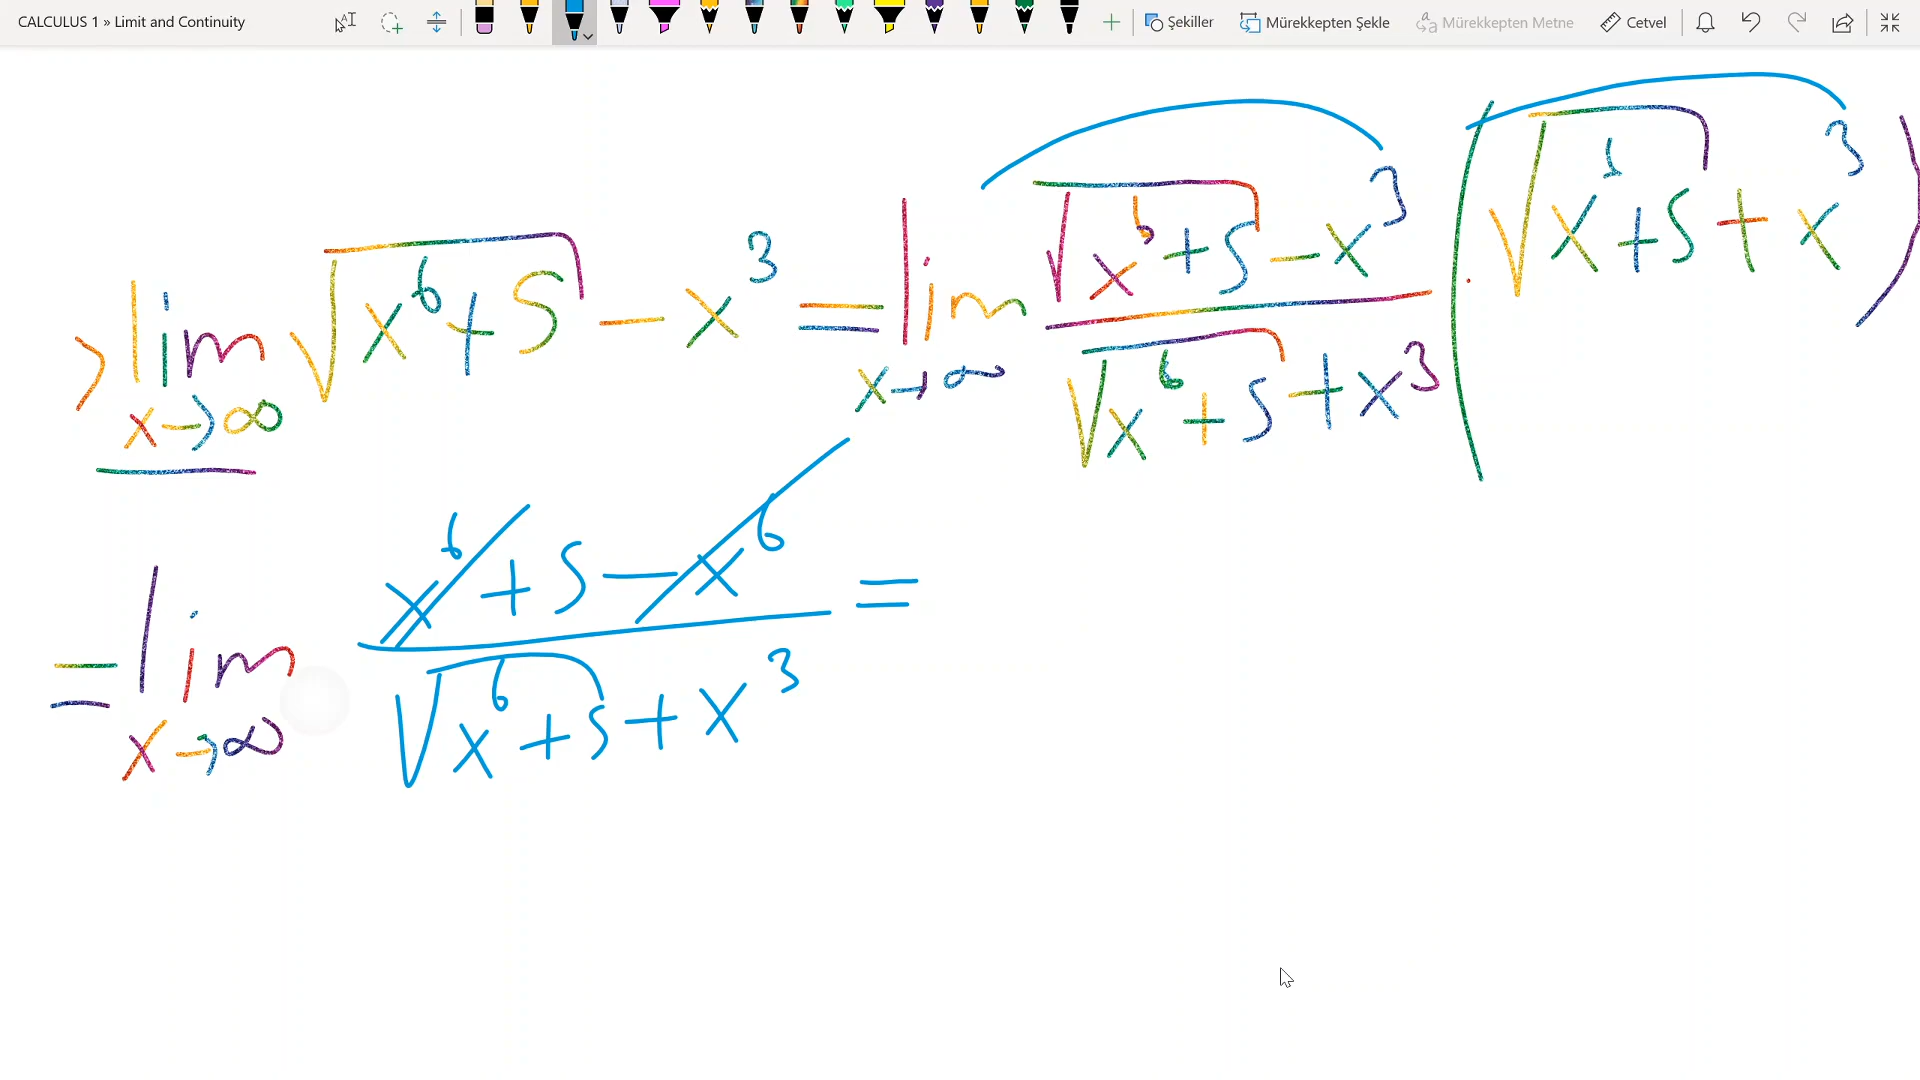 CALCULUS 1 » Limit and Continuity
Şekiller
Mürekkepten Şekle
Mürekkepten Metne
Cetvel
) lim x→∞ √(x⁶+5) - x³ = lim x→∞ (√(x⁶+5) - x³)/(√(x⁶+5) + x³) (√(x⁶+5) + x³)
= lim x→∞ (x⁶+5-x⁶)/(√(x⁶+5) + x³) =